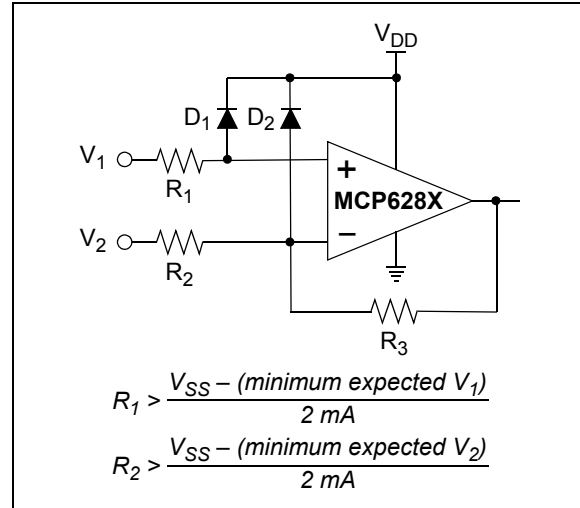 V_DD
D_1 D_2
V_1
R_1
+
MCP628X
V_2
R_2
–
R_3
R_1 > V_SS – (minimum expected V_1) / 2 mA
R_2 > V_SS – (minimum expected V_2) / 2 mA